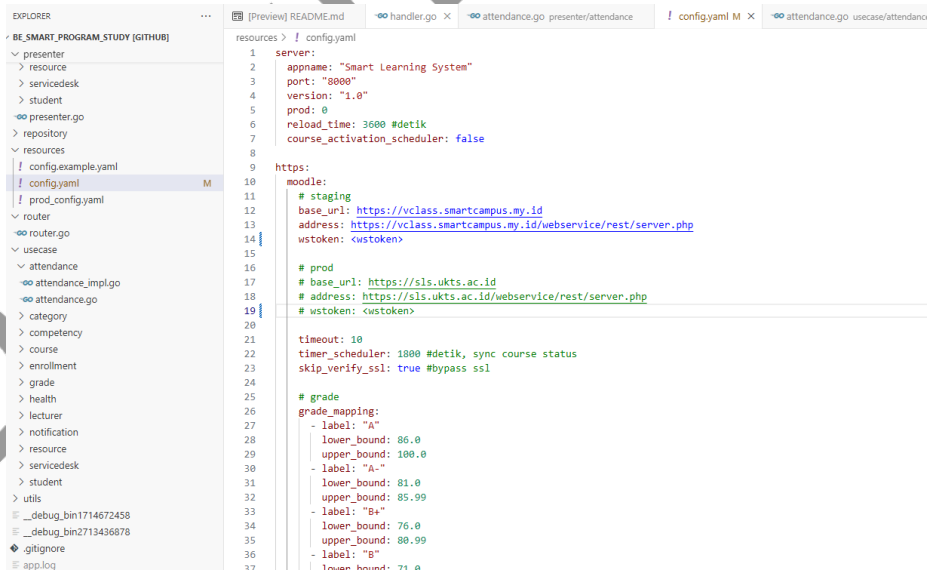 EXPLORER
...
[Preview] README.md
handler.go
attendance.go presenter/attendance
! config.yaml M
attendance.go usecase/attendance
BE_SMART_PROGRAM_STUDY [GITHUB]
presenter
resource
servicedesk
student
presenter.go
repository
resources
! config.example.yaml
! config.yaml M
! prod_config.yaml
router
router.go
usecase
attendance
attendance_impl.go
attendance.go
category
competency
course
enrollment
grade
health
lecturer
notification
resource
servicedesk
student
utils
__debug_bin1714672458
__debug_bin2713436878
.gitignore
app.log
resources > ! config.yaml
1 server:
2 appname: "Smart Learning System"
3 port: "8000"
4 version: "1.0"
5 prod: 0
6 reload_time: 3600 #detik
7 course_activation_scheduler: false
8
9 https:
10 moodle:
11 # staging
12 base_url: https://vclass.smartcampus.my.id
13 address: https://vclass.smartcampus.my.id/webservice/rest/server.php
14 wstoken: <wstoken>
15
16 # prod
17 # base_url: https://sls.ukts.ac.id
18 # address: https://sls.ukts.ac.id/webservice/rest/server.php
19 # wstoken: <wstoken>
20
21 timeout: 10
22 timer_scheduler: 1800 #detik, sync course status
23 skip_verify_ssl: true #bypass ssl
24
25 # grade
26 grade_mapping:
27 - label: "A"
28 lower_bound: 86.0
29 upper_bound: 100.0
30 - label: "A-"
31 lower_bound: 81.0
32 upper_bound: 85.99
33 - label: "B+"
34 lower_bound: 76.0
35 upper_bound: 80.99
36 - label: "B"
37 lower_bound: 71.0